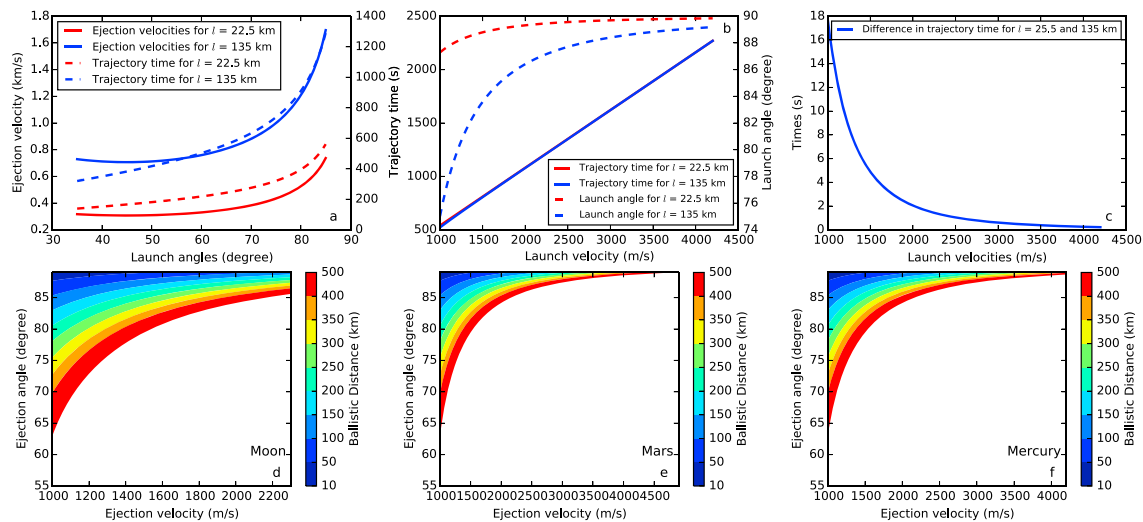 1.8
1.6
1.4
1.2
1.0
0.8
0.6
0.4
0.2
Ejection velocity (km/s)
Ejection velocities for l = 22.5 km
Ejection velocities for l = 135 km
Trajectory time for l = 22.5 km
Trajectory time for l = 135 km
a
30 40 50 60 70 80 90
Launch angles (degree)
1400
1200
1000
800
600
400
200
0
Trajectory time (s)
2500
2000
1500
1000
500
b
Trajectory time for l = 22.5 km
Trajectory time for l = 135 km
Launch angle for l = 22.5 km
Launch angle for l = 135 km
1000 1500 2000 2500 3000 3500 4000 4500
Launch velocity (m/s)
90
88
86
84
82
80
78
76
74
Launch angle (degree)
18
16
14
12
10
8
6
4
2
0
Times (s)
Difference in trajectory time for l = 25,5 and 135 km
c
1000 1500 2000 2500 3000 3500 4000 4500
Launch velocities (m/s)
85
80
75
70
65
60
55
Ejection angle (degree)
Moon
d
1000 1200 1400 1600 1800 2000 2200
Ejection velocity (m/s)
500
400
350
300
250
200
150
100
50
10
Ballistic Distance (km)
85
80
75
70
65
60
55
Ejection angle (degree)
Mars
e
10001500200025003000350040004500
Ejection velocity (m/s)
500
400
350
300
250
200
150
100
50
10
Ballistic Distance (km)
85
80
75
70
65
60
55
Ejection angle (degree)
Mercury
f
1000 1500 2000 2500 3000 3500 4000
Ejection velocity (m/s)
500
400
350
300
250
200
150
100
50
10
Ballistic Distance (km)